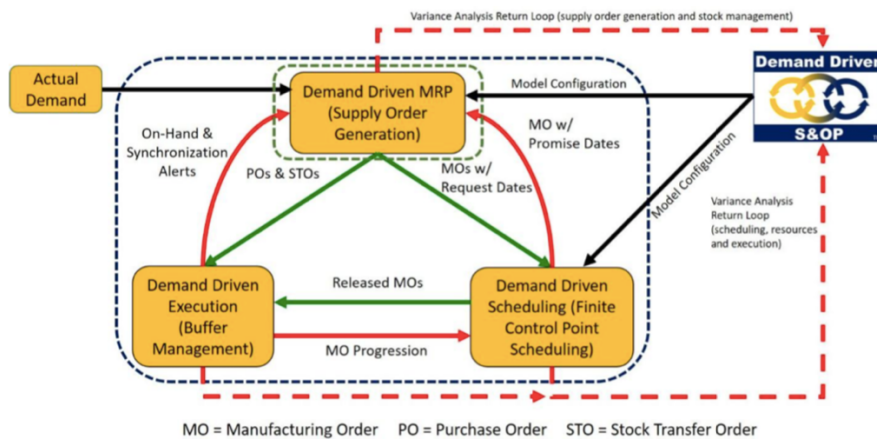 Variance Analysis Return Loop (supply order generation and stock management)
Actual
Demand
Demand Driven MRP
(Supply Order
Generation)
Model Configuration
Demand Driven
S&OP
On-Hand &
Synchronization
Alerts
POs & STOs
MOs w/
Request Dates
MO w/
Promise Dates
Model Configuration
Variance Analysis
Return Loop
(scheduling, resources
and execution)
Demand Driven
Execution
(Buffer
Management)
Released MOs
MO Progression
Demand Driven
Scheduling (Finite
Control Point
Scheduling)
MO = Manufacturing Order PO = Purchase Order STO = Stock Transfer Order